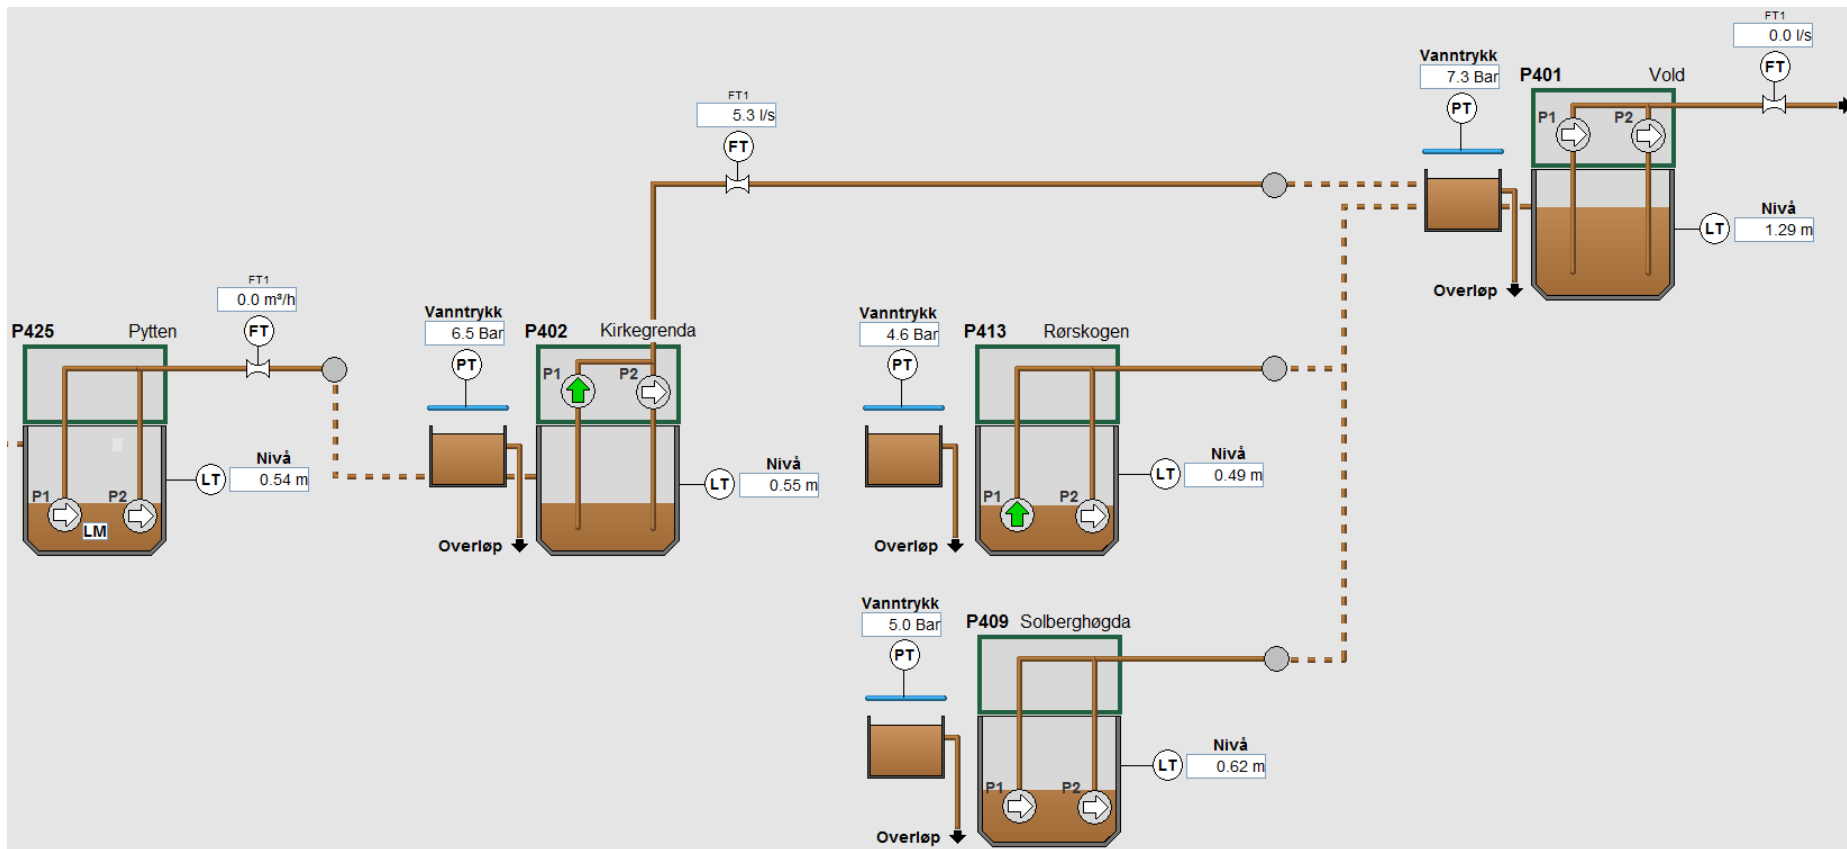 FT1
0.0 l/s
FT
Vanntrykk
7.3 Bar
PT
P401 Vold
P1 P2
Nivå
LT 1.29 m
Overløp
FT1
5.3 l/s
FT
FT1
0.0 m³/h
FT
P425 Pytten
Nivå
LT 0.54 m
P1 P2
LM
Vanntrykk
6.5 Bar
PT
P402 Kirkegrenda
P1 P2
Nivå
LT 0.55 m
Overløp
Vanntrykk
4.6 Bar
PT
P413 Rørskogen
Nivå
LT 0.49 m
P1 P2
Overløp
Vanntrykk
5.0 Bar
PT
P409 Solberghøgda
Nivå
LT 0.62 m
P1 P2
Overløp